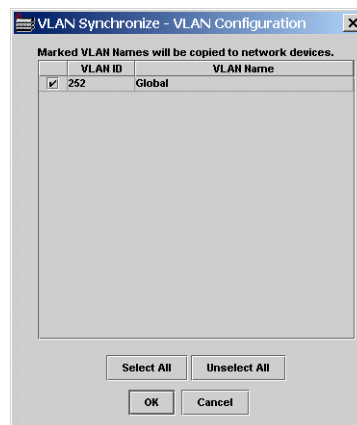 VLAN Synchronize - VLAN Configuration
Marked VLAN Names will be copied to network devices.
VLAN ID VLAN Name
252 Global
Select All Unselect All
OK Cancel